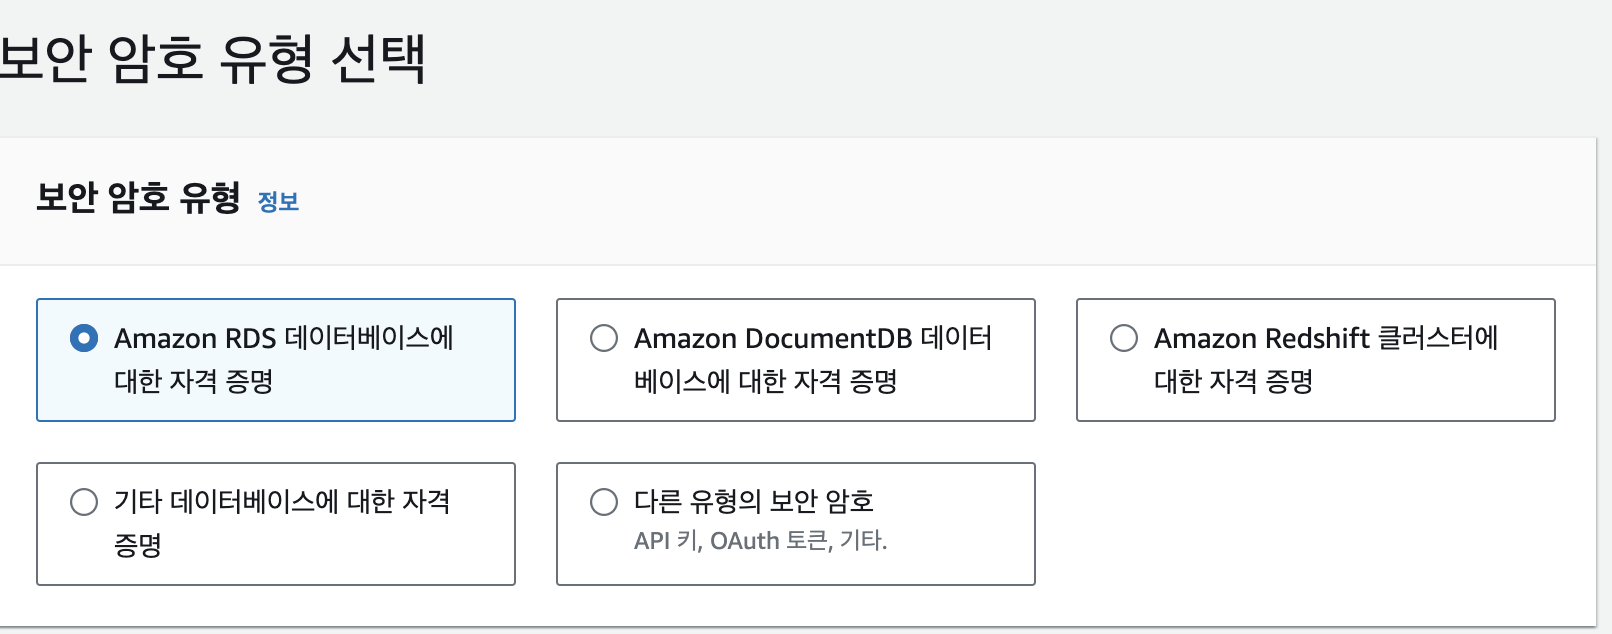 보안 암호 유형 선택
보안 암호 유형 정보
Amazon RDS 데이터베이스에
대한 자격 증명
Amazon DocumentDB 데이터
베이스에 대한 자격 증명
Amazon Redshift 클러스터에
대한 자격 증명
기타 데이터베이스에 대한 자격
증명
다른 유형의 보안 암호
API 키, OAuth 토큰, 기타.